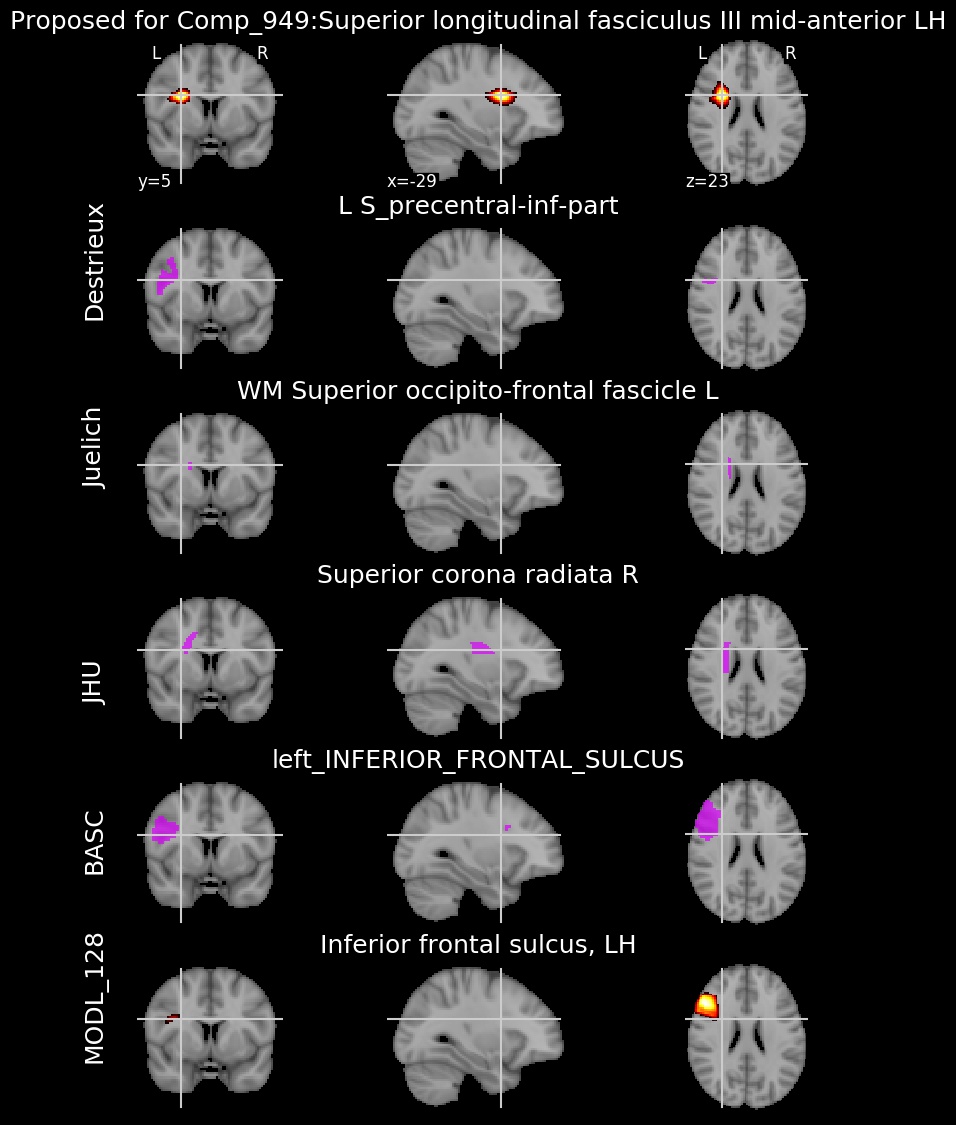 Proposed for Comp_949:Superior longitudinal fasciculus III mid-anterior LH
L R
L R
y=5
x=-29
z=23
L S_precentral-inf-part
Destrieux
WM Superior occipito-frontal fascicle L
Juelich
Superior corona radiata R
JHU
left_INFERIOR_FRONTAL_SULCUS
BASC
Inferior frontal sulcus, LH
MODL_128